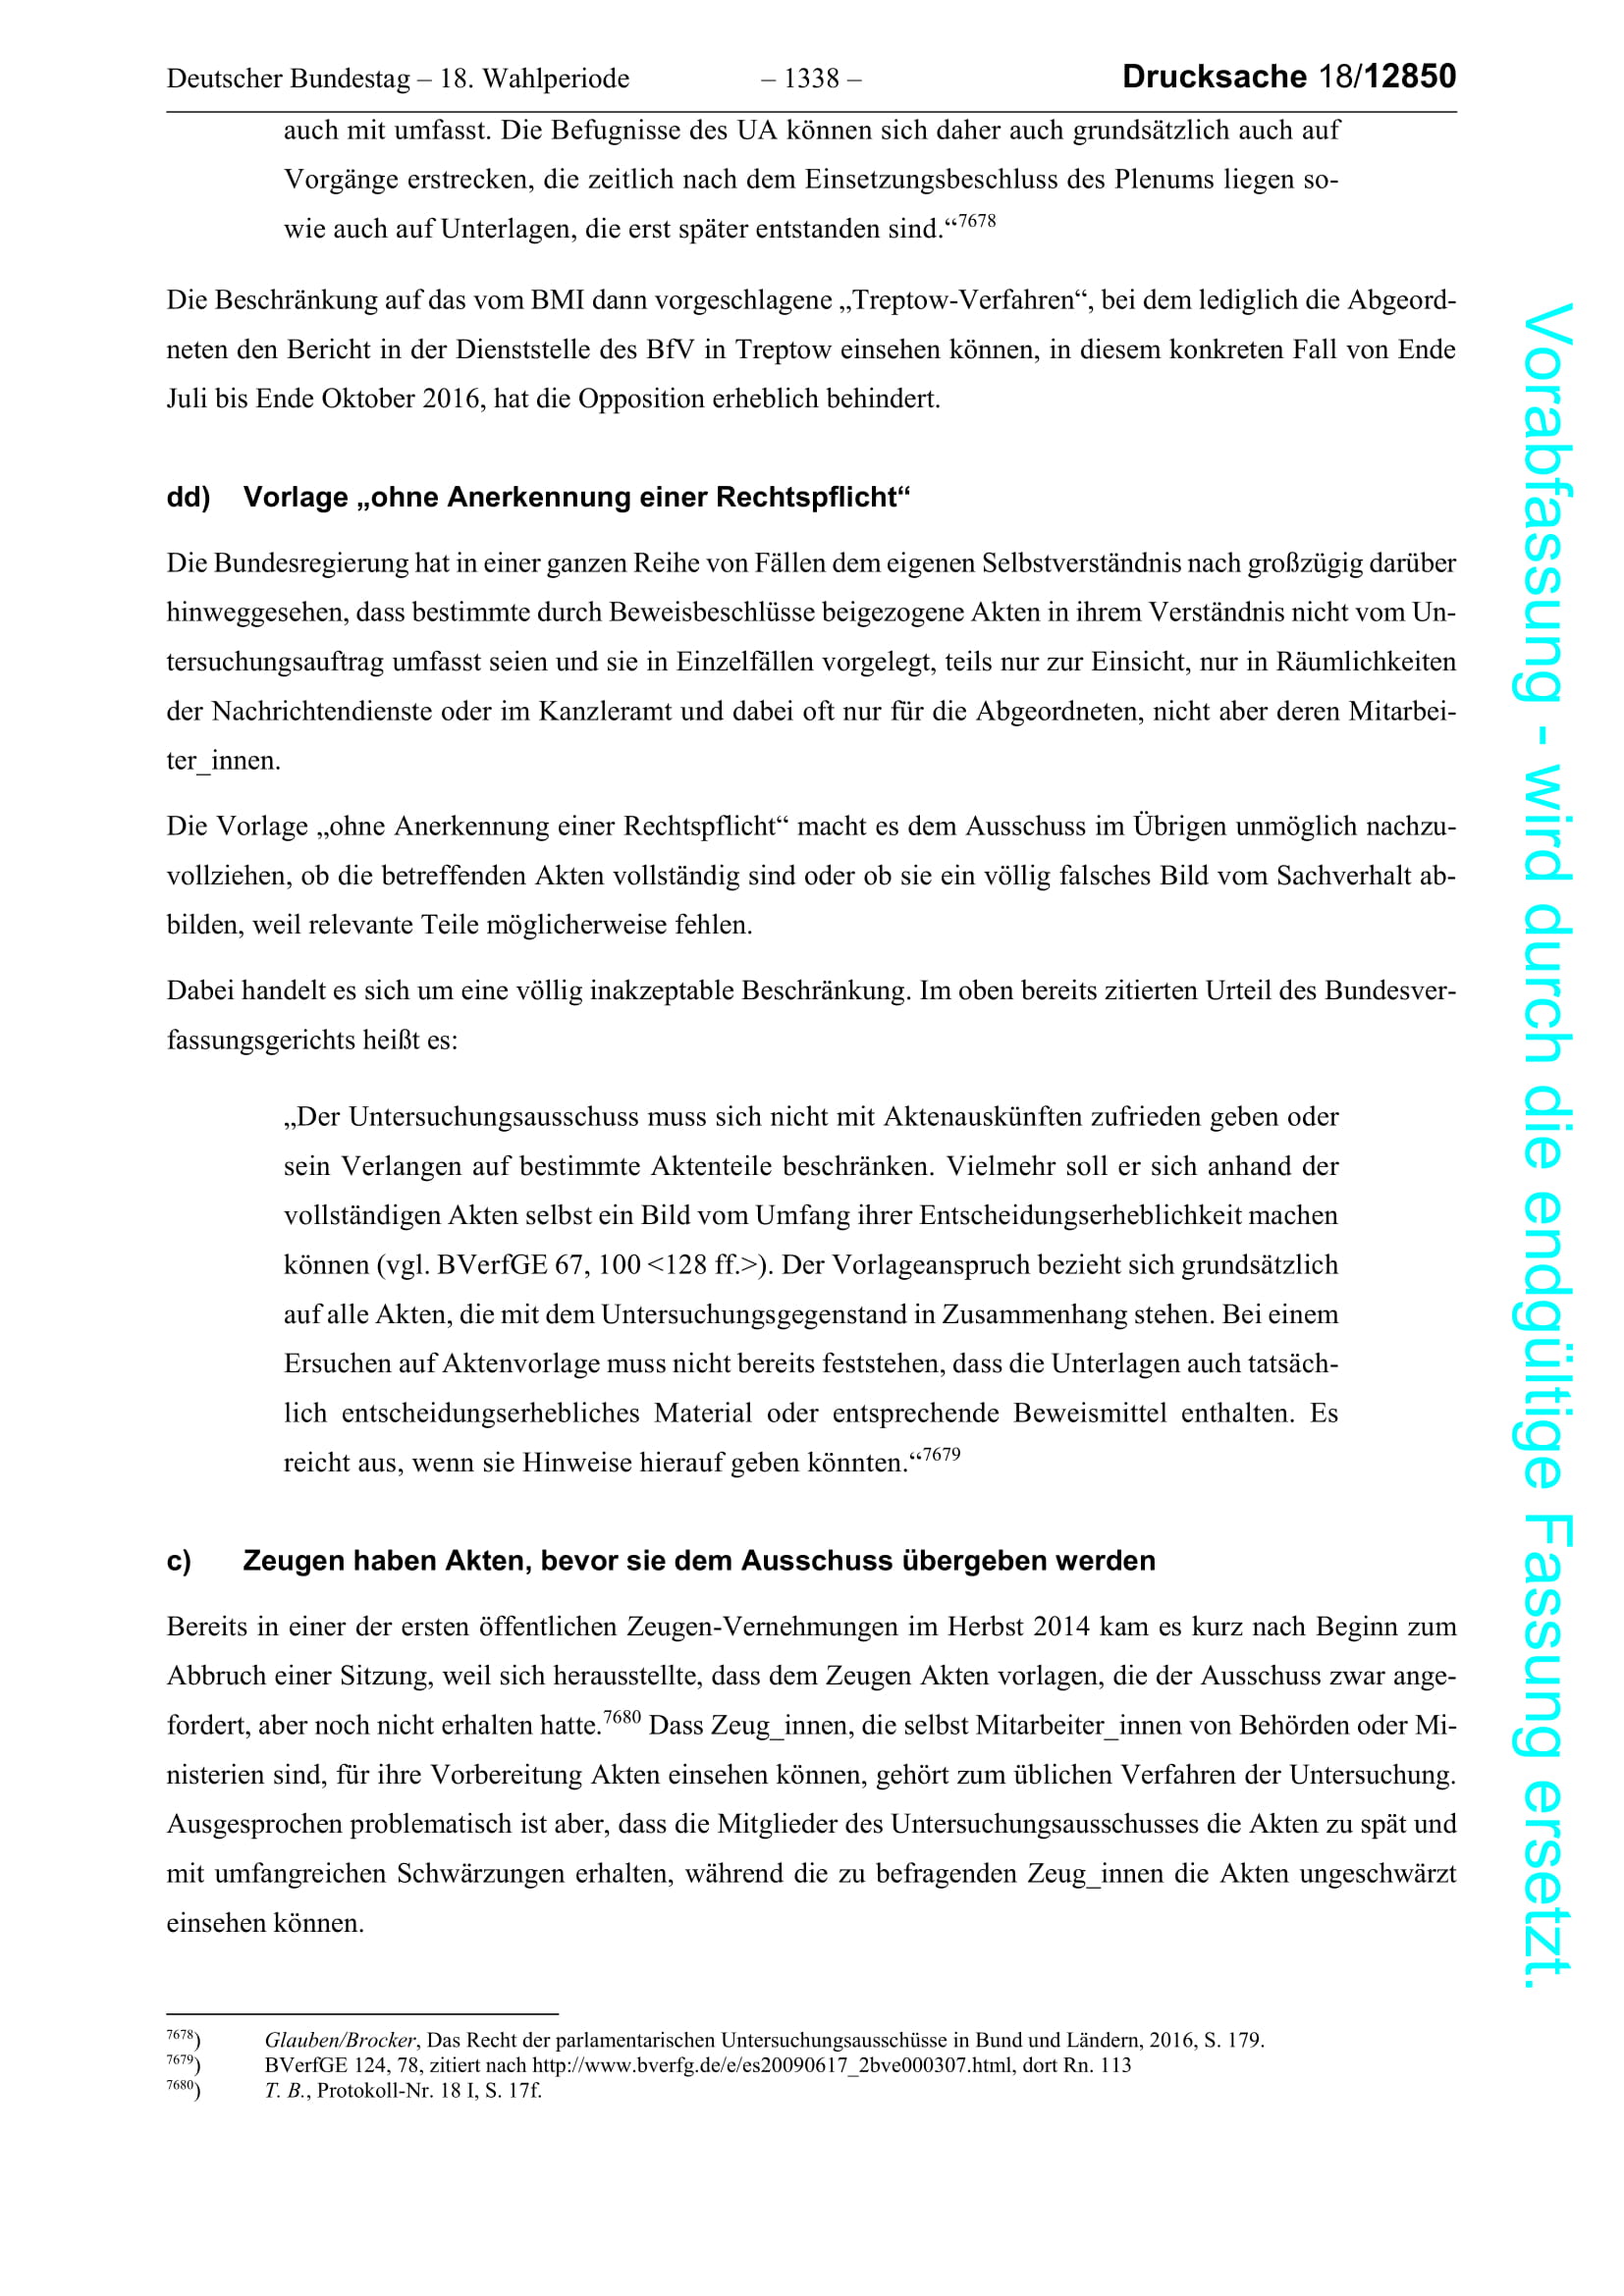 Deutscher Bundestag – 18. Wahlperiode – 1338 – Drucksache 18/12850
auch mit umfasst. Die Befugnisse des UA können sich daher auch grundsätzlich auch auf
Vorgänge erstrecken, die zeitlich nach dem Einsetzungsbeschluss des Plenums liegen so-
wie auch auf Unterlagen, die erst später entstanden sind.“7678
Die Beschränkung auf das vom BMI dann vorgeschlagene „Treptow-Verfahren“, bei dem lediglich die Abgeord-
neten den Bericht in der Dienststelle des BfV in Treptow einsehen können, in diesem konkreten Fall von Ende
Juli bis Ende Oktober 2016, hat die Opposition erheblich behindert.
dd) Vorlage „ohne Anerkennung einer Rechtspflicht“
Die Bundesregierung hat in einer ganzen Reihe von Fällen dem eigenen Selbstverständnis nach großzügig darüber
hinweggesehen, dass bestimmte durch Beweisbeschlüsse beigezogene Akten in ihrem Verständnis nicht vom Un-
tersuchungsauftrag umfasst seien und sie in Einzelfällen vorgelegt, teils nur zur Einsicht, nur in Räumlichkeiten
der Nachrichtendienste oder im Kanzleramt und dabei oft nur für die Abgeordneten, nicht aber deren Mitarbei-
ter_innen.
Die Vorlage „ohne Anerkennung einer Rechtspflicht“ macht es dem Ausschuss im Übrigen unmöglich nachzu-
vollziehen, ob die betreffenden Akten vollständig sind oder ob sie ein völlig falsches Bild vom Sachverhalt ab-
bilden, weil relevante Teile möglicherweise fehlen.
Dabei handelt es sich um eine völlig inakzeptable Beschränkung. Im oben bereits zitierten Urteil des Bundesver-
fassungsgerichts heißt es:
„Der Untersuchungsausschuss muss sich nicht mit Aktenauskünften zufrieden geben oder
sein Verlangen auf bestimmte Aktenteile beschränken. Vielmehr soll er sich anhand der
vollständigen Akten selbst ein Bild vom Umfang ihrer Entscheidungserheblichkeit machen
können (vgl. BVerfGE 67, 100 <128 ff.>). Der Vorlageanspruch bezieht sich grundsätzlich
auf alle Akten, die mit dem Untersuchungsgegenstand in Zusammenhang stehen. Bei einem
Ersuchen auf Aktenvorlage muss nicht bereits feststehen, dass die Unterlagen auch tatsäch-
lich entscheidungserhebliches Material oder entsprechende Beweismittel enthalten. Es
reicht aus, wenn sie Hinweise hierauf geben könnten.“7679
c) Zeugen haben Akten, bevor sie dem Ausschuss übergeben werden
Bereits in einer der ersten öffentlichen Zeugen-Vernehmungen im Herbst 2014 kam es kurz nach Beginn zum
Abbruch einer Sitzung, weil sich herausstellte, dass dem Zeugen Akten vorlagen, die der Ausschuss zwar ange-
fordert, aber noch nicht erhalten hatte.7680 Dass Zeug_innen, die selbst Mitarbeiter_innen von Behörden oder Mi-
nisterien sind, für ihre Vorbereitung Akten einsehen können, gehört zum üblichen Verfahren der Untersuchung.
Ausgesprochen problematisch ist aber, dass die Mitglieder des Untersuchungsausschusses die Akten zu spät und
mit umfangreichen Schwärzungen erhalten, während die zu befragenden Zeug_innen die Akten ungeschwärzt
einsehen können.
7678) Glauben/Brocker, Das Recht der parlamentarischen Untersuchungsausschüsse in Bund und Ländern, 2016, S. 179.
7679) BVerfGE 124, 78, zitiert nach http://www.bverfg.de/e/es20090617_2bve000307.html, dort Rn. 113
7680) T. B., Protokoll-Nr. 18 I, S. 17f.
Vorabfassung - wird durch die endgültige Fassung ersetzt.